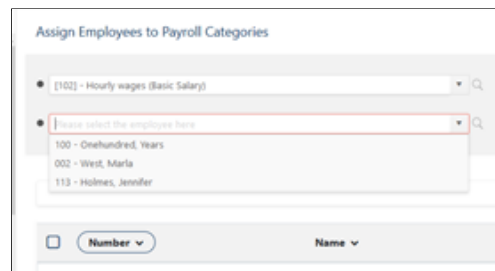 Assign Employees to Payroll Categories
[102] - Hourly wages (Basic Salary)
Please select the employee here
100 - Onehundred, Years
002 - West, Marla
113 - Holmes, Jennifer
Number
Name